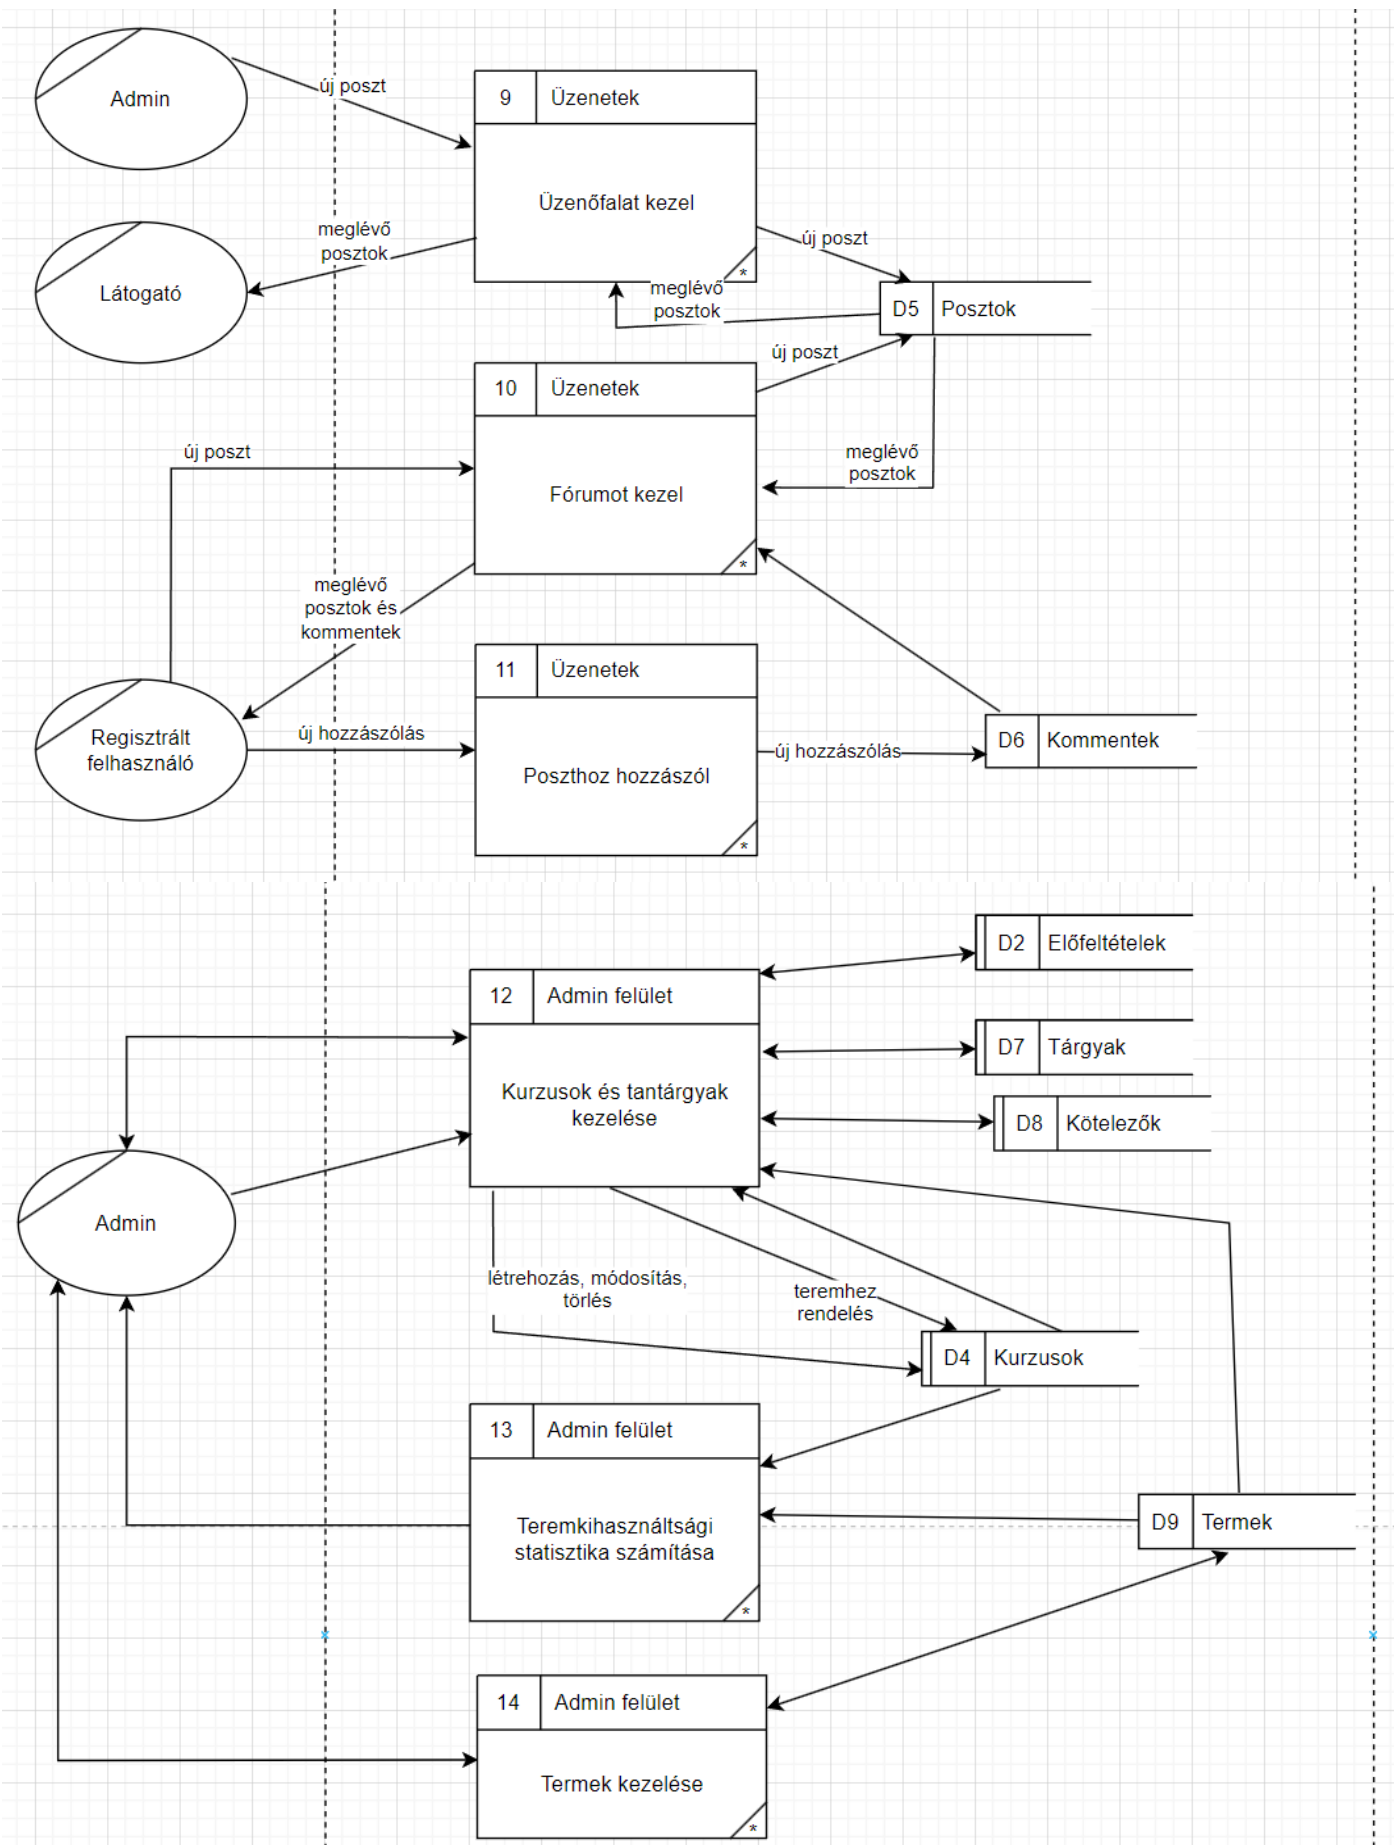 Admin
új poszt
9
Üzenetek
Üzenőfalat kezel
*
meglévő
posztok
Látogató
új poszt
meglévő
posztok
D5
Posztok
új poszt
10
Üzenetek
új poszt
meglévő
posztok
Fórumot kezel
*
meglévő
posztok és
kommentek
11
Üzenetek
Regisztrált
felhasználó
új hozzászólás
Poszthoz hozzászól
*
új hozzászólás
D6
Kommentek
D2
Előfeltételek
12
Admin felület
D7
Tárgyak
Kurzusok és tantárgyak
kezelése
D8
Kötelezők
Admin
létrehozás, módosítás,
törlés
teremhez
rendelés
D4
Kurzusok
13
Admin felület
Teremkihasználtsági
statisztika számítása
*
D9
Termek
14
Admin felület
Termek kezelése
*